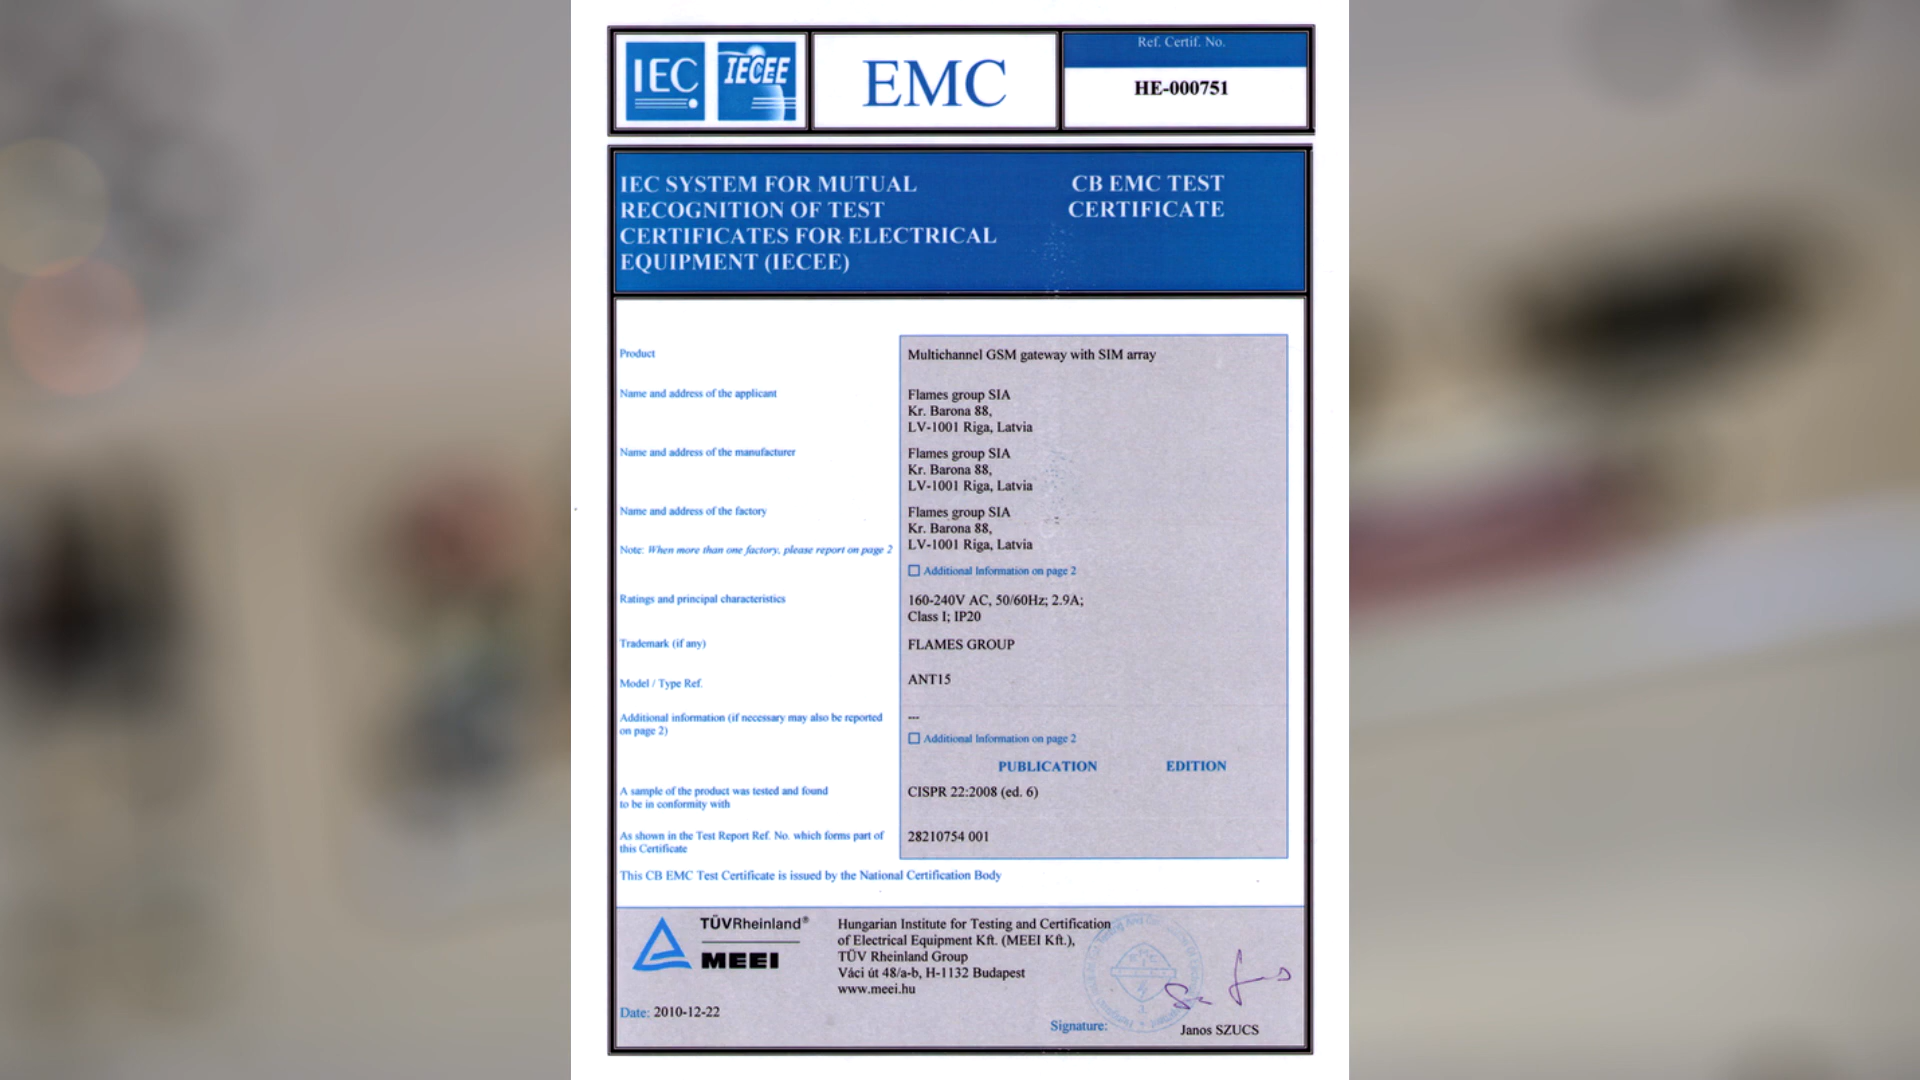 IEC
IECEE
EMC
Ref. Certif. No.
HE-000751
IEC SYSTEM FOR MUTUAL
RECOGNITION OF TEST
CERTIFICATES FOR ELECTRICAL
EQUIPMENT (IECEE)
CB EMC TEST
CERTIFICATE
Product
Multichannel GSM gateway with SIM array
Name and address of the applicant
Flames group SIA
Kr. Barona 88,
LV-1001 Riga, Latvia
Name and address of the manufacturer
Flames group SIA
Kr. Barona 88,
LV-1001 Riga, Latvia
Name and address of the factory
Flames group SIA
Kr. Barona 88,
LV-1001 Riga, Latvia
Note: When more than one factory, please report on page 2
Additional Information on page 2
Ratings and principal characteristics
160-240V AC, 50/60Hz; 2.9A;
Class I; IP20
Trademark (if any)
FLAMES GROUP
Model / Type Ref.
ANT15
Additional information (if necessary may also be reported
on page 2)
---
Additional Information on page 2
PUBLICATION EDITION
A sample of the product was tested and found
to be in conformity with
CISPR 22:2008 (ed. 6)
As shown in the Test Report Ref. No. which forms part of
this Certificate
28210754 001
This CB EMC Test Certificate is issued by the National Certification Body
TÜVRheinland®
MEEI
Hungarian Institute for Testing and Certification
of Electrical Equipment Kft. (MEEI Kft.),
TÜV Rheinland Group
Váci út 48/a-b, H-1132 Budapest
www.meei.hu
Date: 2010-12-22
Signature:
Janos SZUCS